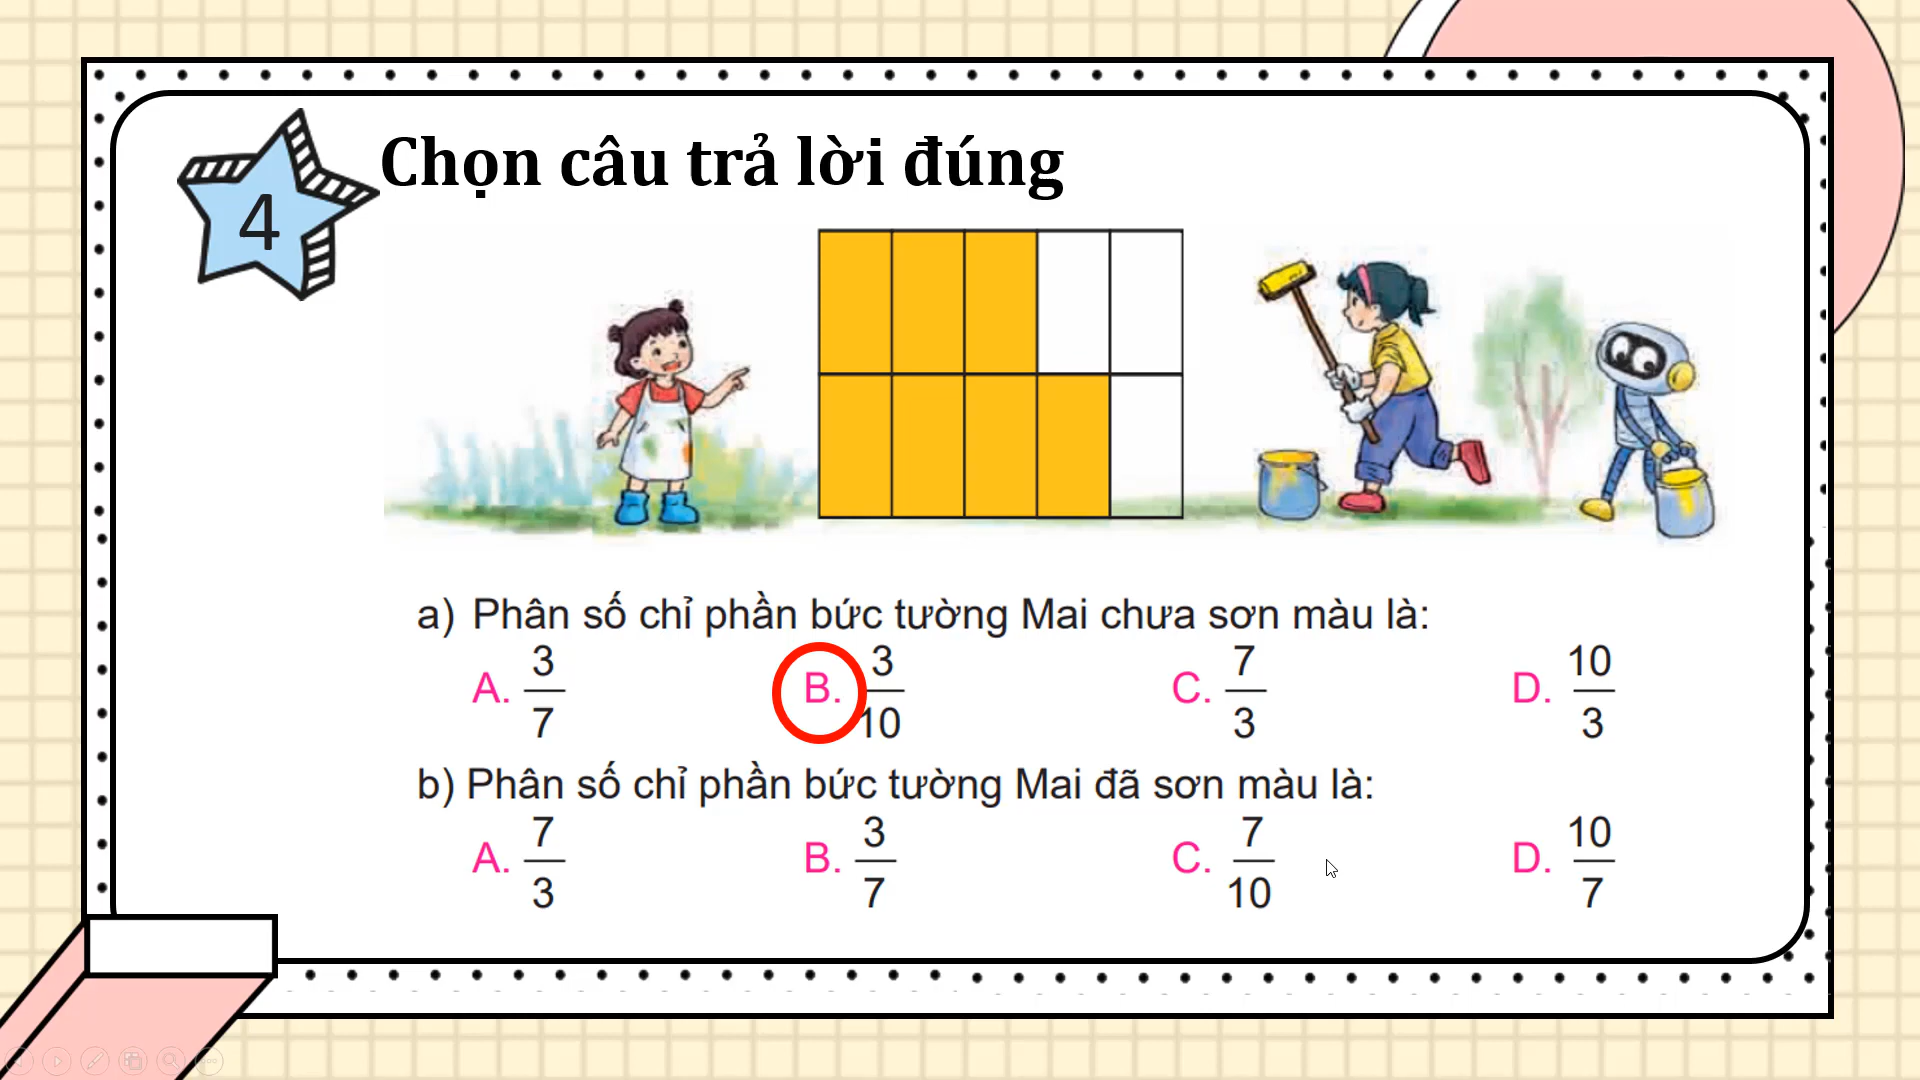 4
Chọn câu trả lời đúng
a) Phân số chỉ phần bức tường Mai chưa sơn màu là:
A. 3/7 B. 3/10 C. 7/3 D. 10/3
b) Phân số chỉ phần bức tường Mai đã sơn màu là:
A. 7/3 B. 3/7 C. 7/10 D. 10/7